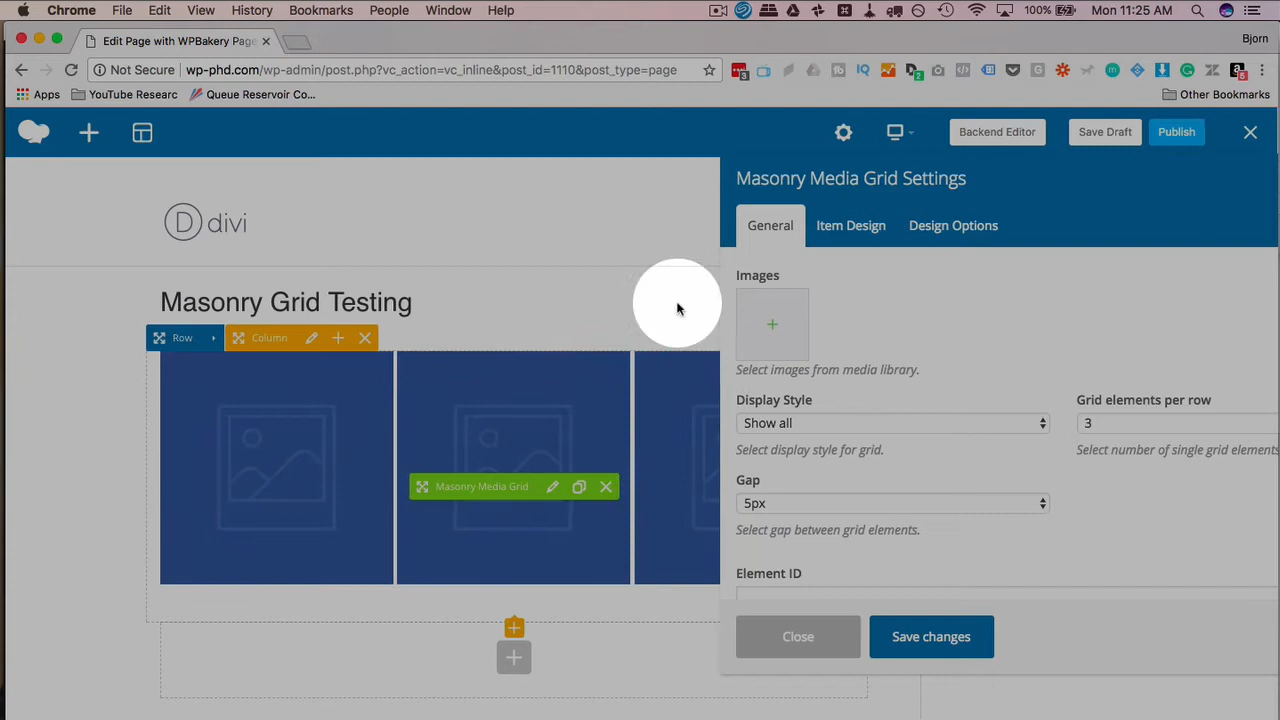 Chrome File Edit View History Bookmarks People Window Help 100% Mon 11:25 AM
Edit Page with WPBakery Page
Bjorn
Not Secure wp-phd.com/wp-admin/post.php?vc_action=vc_inline&post_id=1110&post_type=page
Apps YouTube Researc Queue Reservoir Co... Other Bookmarks
Backend Editor Save Draft Publish
Masonry Media Grid Settings
D divi
General Item Design Design Options
Images
Masonry Grid Testing
Row Column
Select images from media library.
Display Style Grid elements per row
Show all 3
Select display style for grid. Select number of single grid elements
Gap
Masonry Media Grid
5px
Select gap between grid elements.
Element ID
Close Save changes